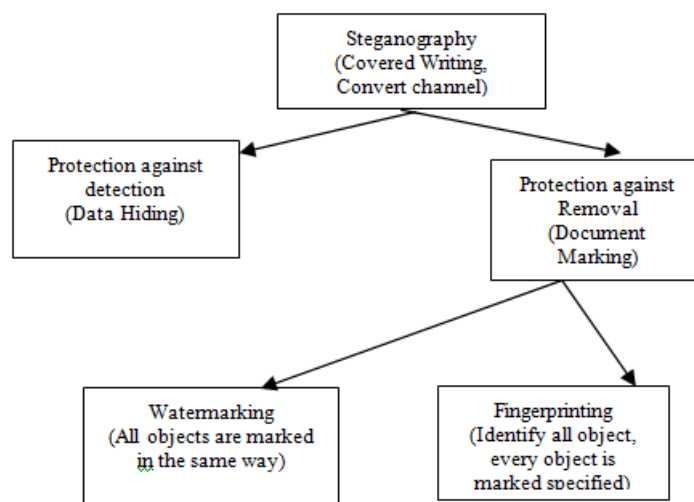 Steganography
(Covered Writing,
Convert channel)
Protection against
detection
(Data Hiding)
Protection against
Removal
(Document
Marking)
Watermarking
(All objects are marked
in the same way)
Fingerprinting
(Identify all object,
every object is
marked specified)